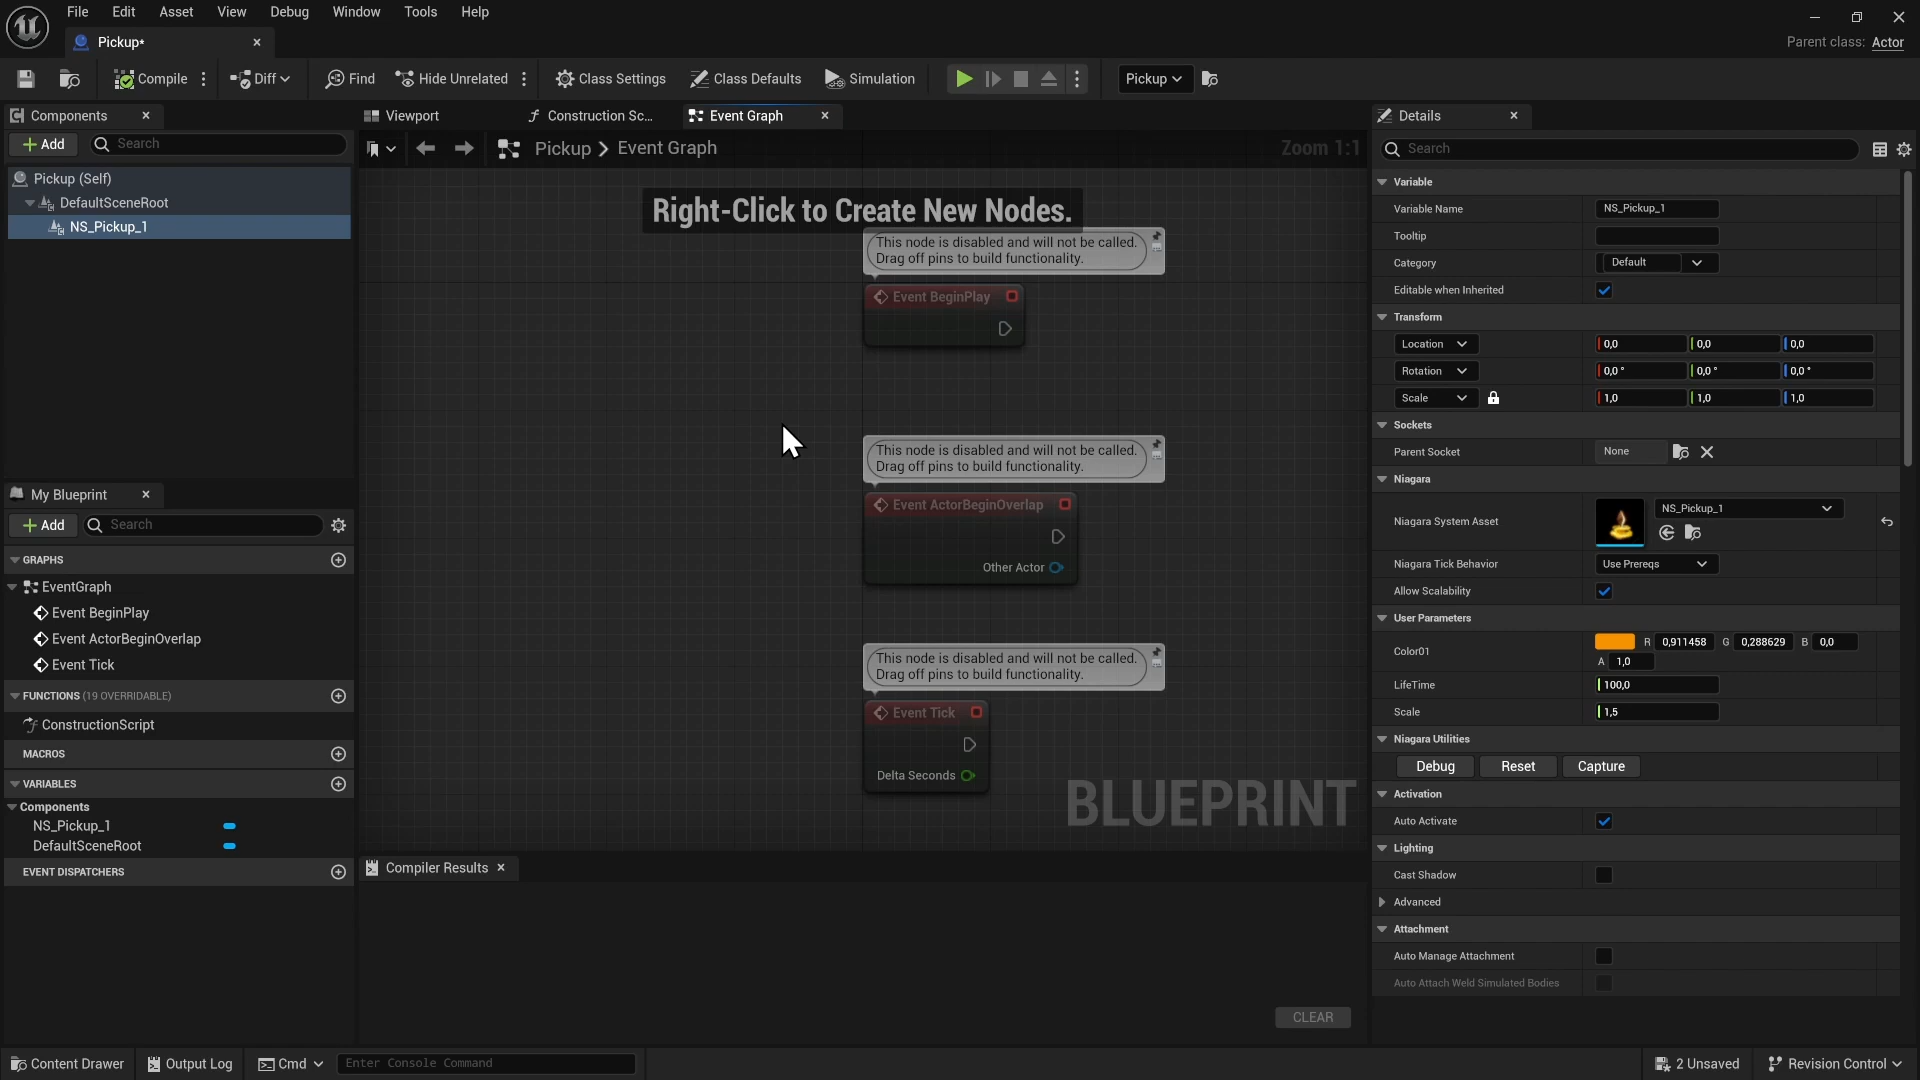 File Edit Asset View Debug Window Tools Help
Pickup*
Parent class: Actor
Compile Diff Find Hide Unrelated Class Settings Class Defaults Simulation Pickup
Components
Add Search
Pickup (Self)
DefaultSceneRoot
NS_Pickup_1
My Blueprint
Add Search
GRAPHS
EventGraph
Event BeginPlay
Event ActorBeginOverlap
Event Tick
FUNCTIONS (19 OVERRIDABLE)
ConstructionScript
MACROS
VARIABLES
Components
NS_Pickup_1
DefaultSceneRoot
EVENT DISPATCHERS
Viewport Construction Sc... Event Graph
Pickup > Event Graph Zoom 1:1
Right-Click to Create New Nodes.
This node is disabled and will not be called.
Drag off pins to build functionality.
Event BeginPlay
This node is disabled and will not be called.
Drag off pins to build functionality.
Event ActorBeginOverlap
Other Actor
This node is disabled and will not be called.
Drag off pins to build functionality.
Event Tick
Delta Seconds
BLUEPRINT
Compiler Results
CLEAR
Details
Search
Variable
Variable Name NS_Pickup_1
Tooltip
Category Default
Editable when Inherited
Transform
Location 0,0 0,0 0,0
Rotation 0,0 ° 0,0 ° 0,0 °
Scale 1,0 1,0 1,0
Sockets
Parent Socket None
Niagara
Niagara System Asset NS_Pickup_1
Niagara Tick Behavior Use Prereqs
Allow Scalability
User Parameters
Color01 R 0,911458 G 0,288629 B 0,0
A 1,0
LifeTime 100,0
Scale 1,5
Niagara Utilities
Debug Reset Capture
Activation
Auto Activate
Lighting
Cast Shadow
Advanced
Attachment
Auto Manage Attachment
Auto Attach Weld Simulated Bodies
Content Drawer Output Log Cmd Enter Console Command 2 Unsaved Revision Control